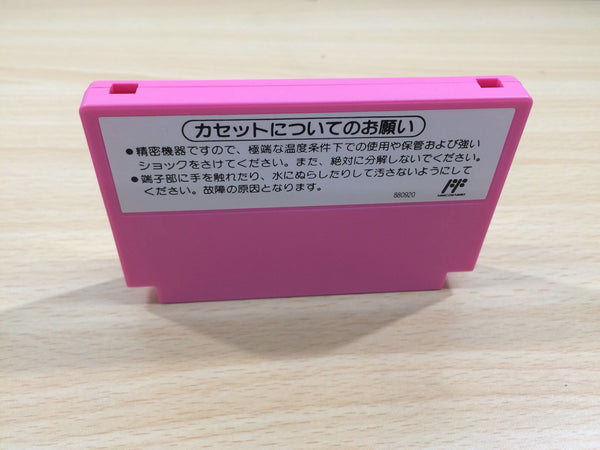 カセットについてのお願い
●精密機器ですので、極端な温度条件下での使用や保管および強い
ショックをさけてください。また、絶対に分解しないでください。
●端子部に手を触れたり、水にぬらしたりして汚さないようにして
ください。故障の原因となります。
880920